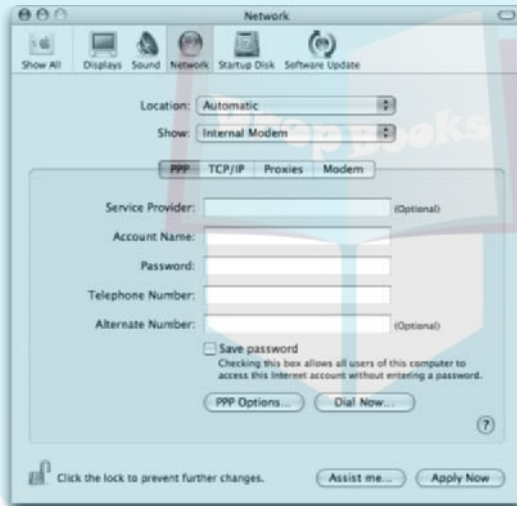 Network
Show All Displays Sound Network Startup Disk Software Update
Location: Automatic
Show: Internal Modem
PPP TCP/IP Proxies Modem
Service Provider: (Optional)
Account Name:
Password:
Telephone Number:
Alternate Number: (Optional)
Save password
Checking this box allows all users of this computer to
access this Internet account without entering a password.
PPP Options... Dial Now...
?
Click the lock to prevent further changes. Assist me... Apply Now
DropBooks